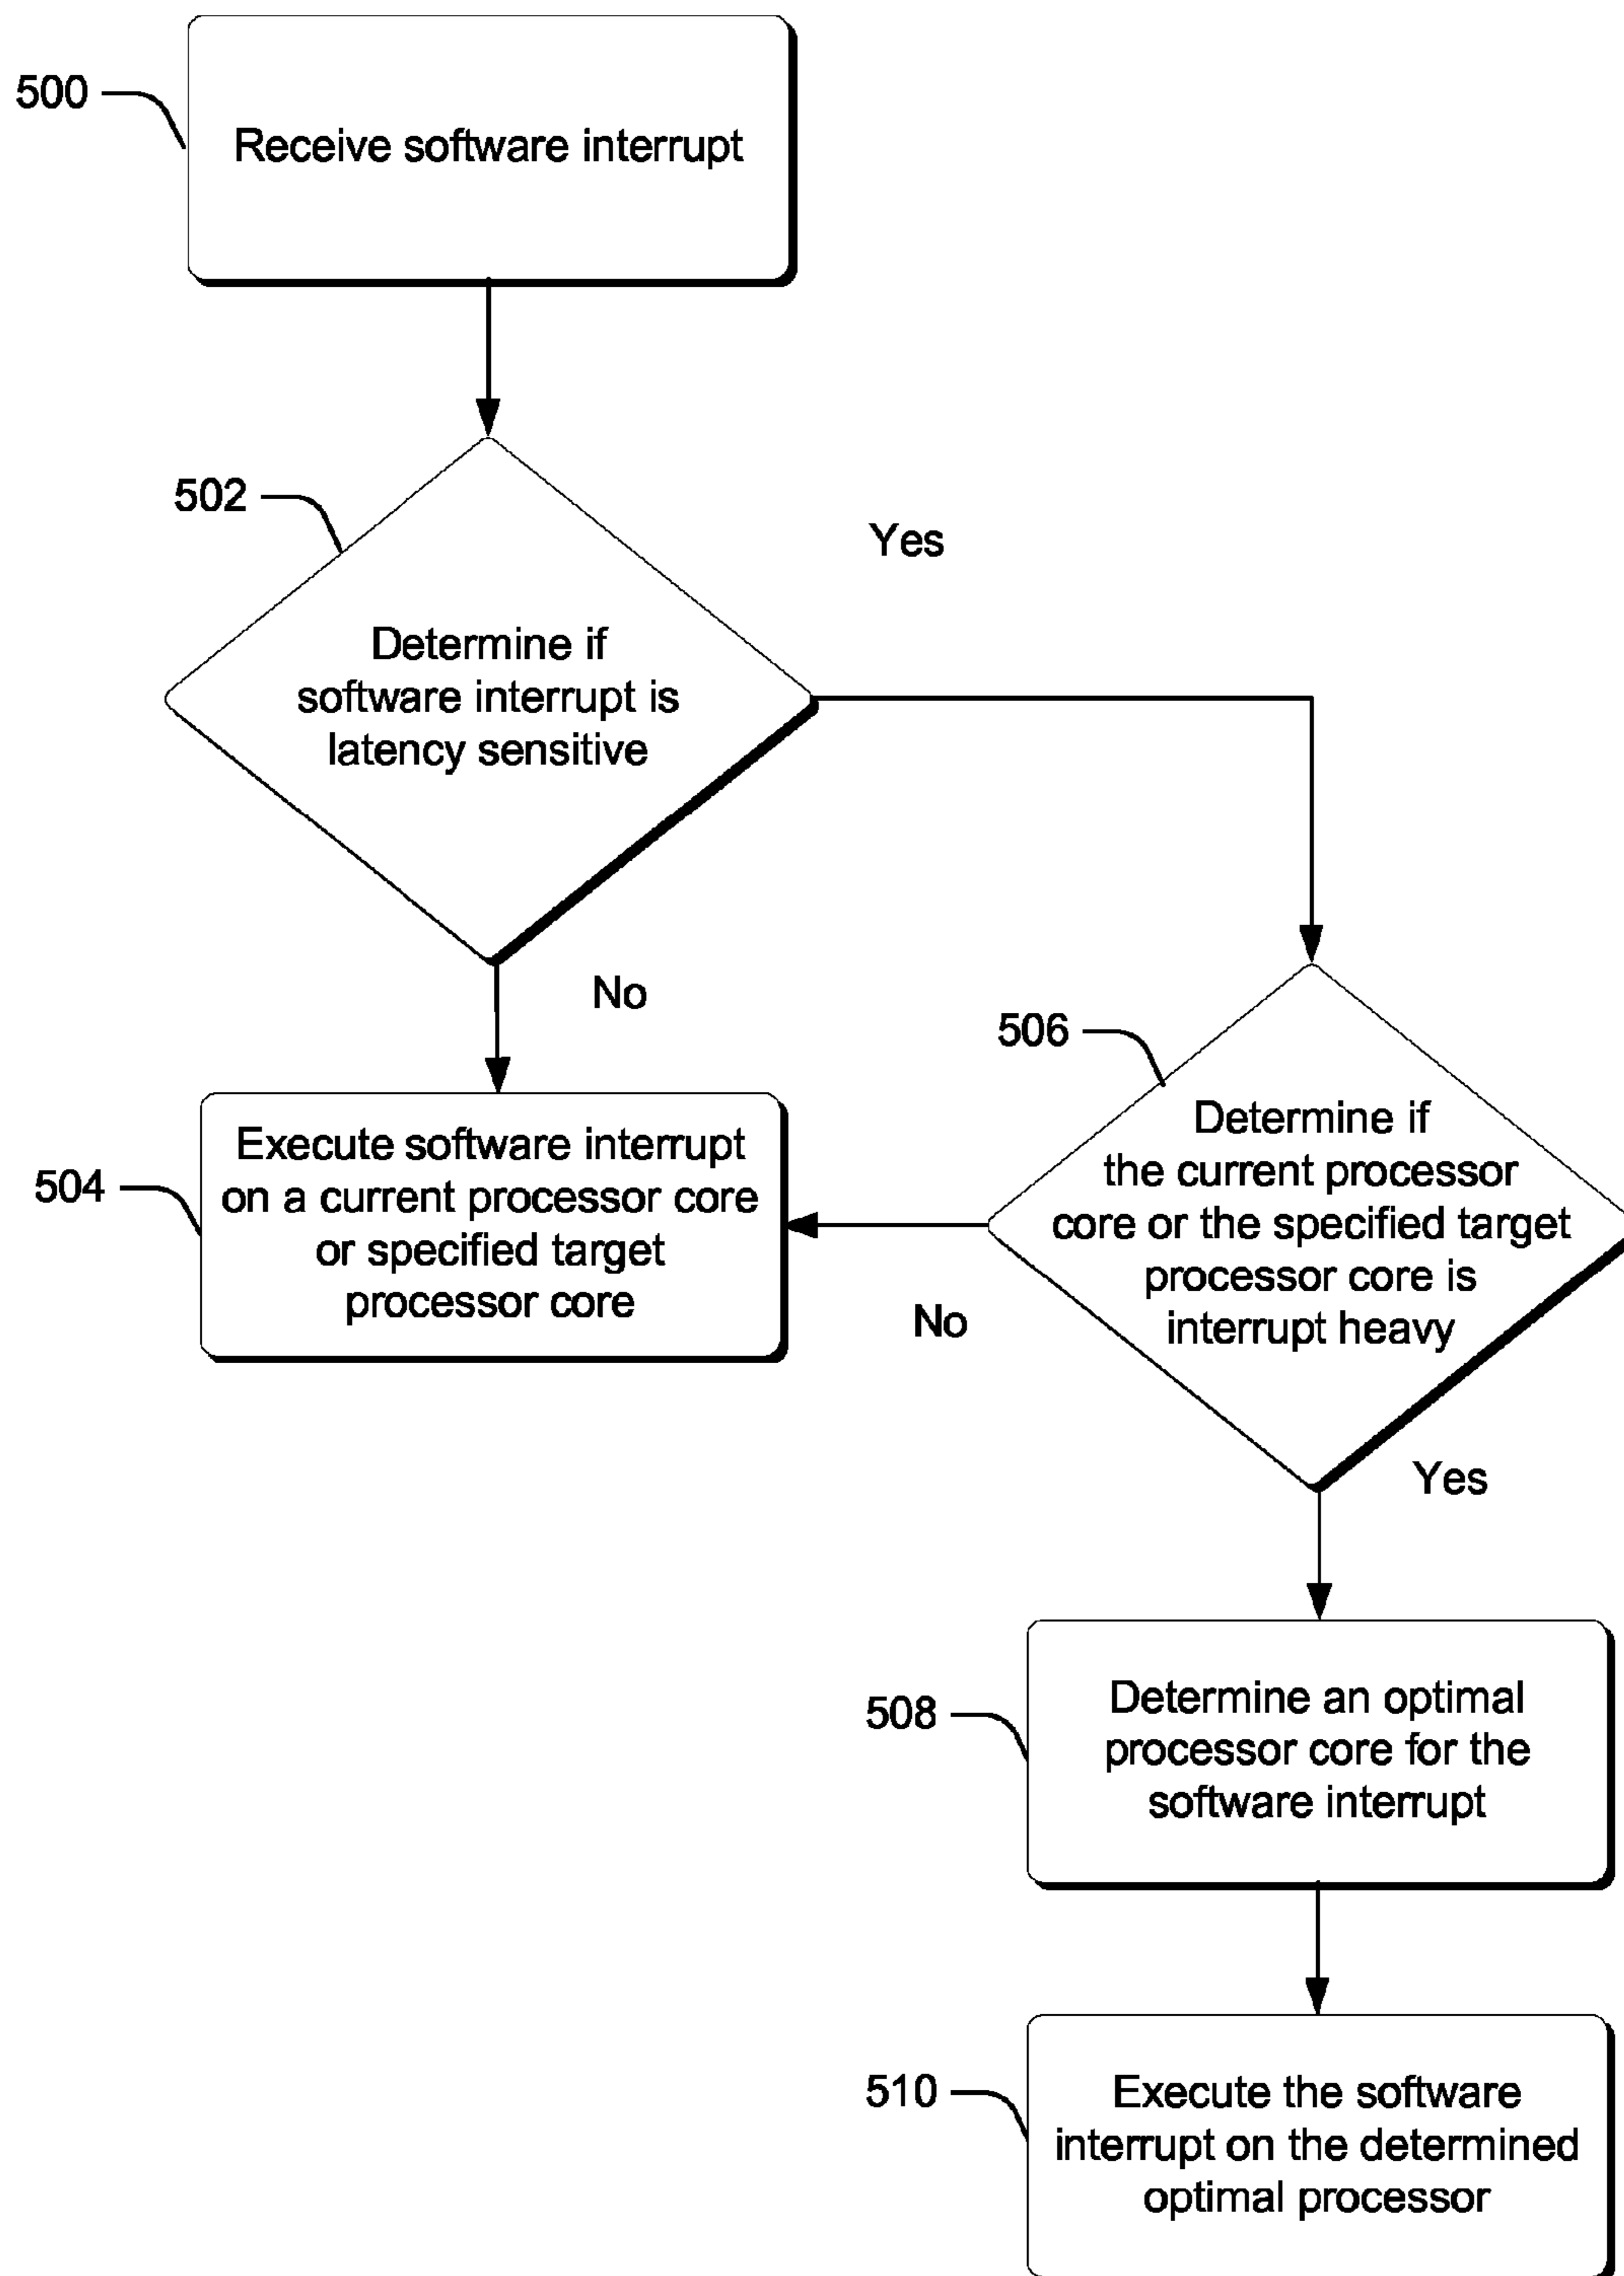 500
Receive software interrupt
502
Yes
Determine if
software interrupt is
latency sensitive
No
506
Determine if
the current processor
core or the specified target
processor core is
interrupt heavy
504
Execute software interrupt
on a current processor core
or specified target
processor core
No
Yes
508
Determine an optimal
processor core for the
software interrupt
510
Execute the software
interrupt on the determined
optimal processor